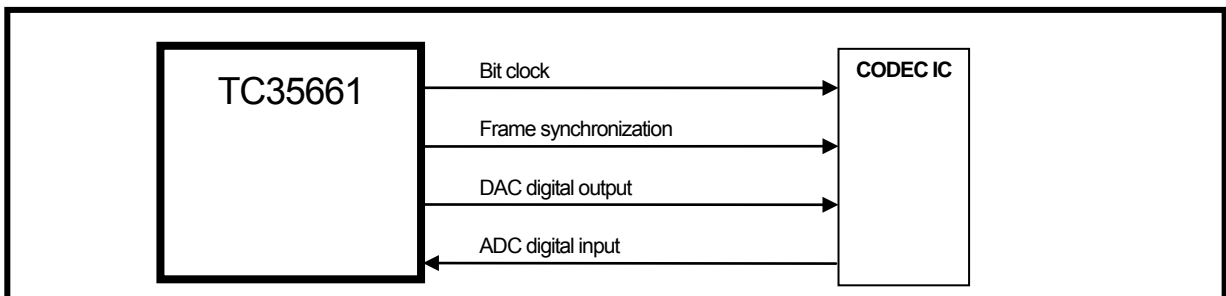 TC35661
Bit clock
CODEC IC
Frame synchronization
DAC digital output
ADC digital input